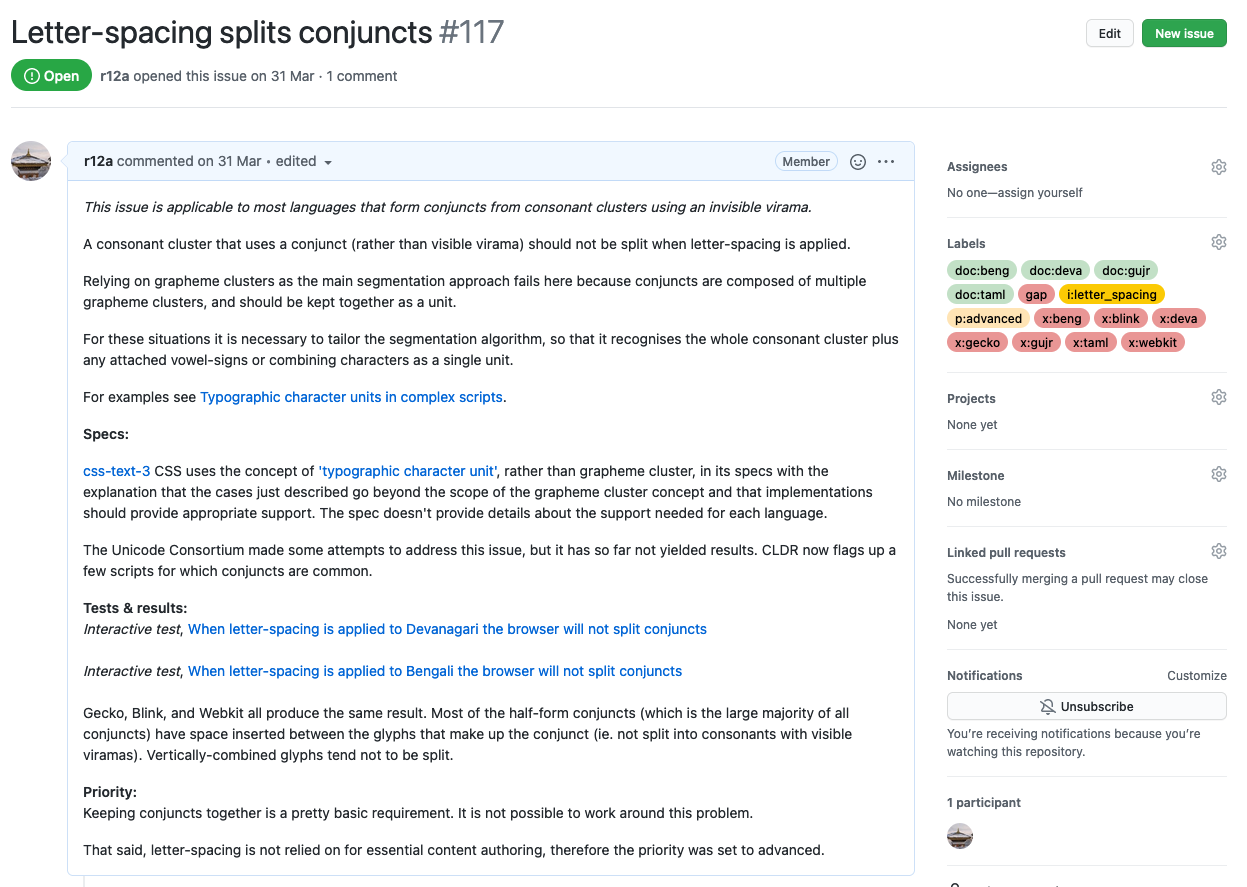 Letter-spacing splits conjuncts #117
Edit
New issue
Open
r12a opened this issue on 31 Mar · 1 comment
r12a commented on 31 Mar • edited
Member
This issue is applicable to most languages that form conjuncts from consonant clusters using an invisible virama.
A consonant cluster that uses a conjunct (rather than visible virama) should not be split when letter-spacing is applied.
Relying on grapheme clusters as the main segmentation approach fails here because conjuncts are composed of multiple
grapheme clusters, and should be kept together as a unit.
For these situations it is necessary to tailor the segmentation algorithm, so that it recognises the whole consonant cluster plus
any attached vowel-signs or combining characters as a single unit.
For examples see Typographic character units in complex scripts.
Specs:
css-text-3 CSS uses the concept of 'typographic character unit', rather than grapheme cluster, in its specs with the
explanation that the cases just described go beyond the scope of the grapheme cluster concept and that implementations
should provide appropriate support. The spec doesn't provide details about the support needed for each language.
The Unicode Consortium made some attempts to address this issue, but it has so far not yielded results. CLDR now flags up a
few scripts for which conjuncts are common.
Tests & results:
Interactive test, When letter-spacing is applied to Devanagari the browser will not split conjuncts
Interactive test, When letter-spacing is applied to Bengali the browser will not split conjuncts
Gecko, Blink, and Webkit all produce the same result. Most of the half-form conjuncts (which is the large majority of all
conjuncts) have space inserted between the glyphs that make up the conjunct (ie. not split into consonants with visible
viramas). Vertically-combined glyphs tend not to be split.
Priority:
Keeping conjuncts together is a pretty basic requirement. It is not possible to work around this problem.
That said, letter-spacing is not relied on for essential content authoring, therefore the priority was set to advanced.
Assignees
No one—assign yourself
Labels
doc:beng doc:deva doc:gujr
doc:taml gap i:letter_spacing
p:advanced x:beng x:blink x:deva
x:gecko x:gujr x:taml x:webkit
Projects
None yet
Milestone
No milestone
Linked pull requests
Successfully merging a pull request may close
this issue.
None yet
Notifications
Customize
Unsubscribe
You're receiving notifications because you're
watching this repository.
1 participant